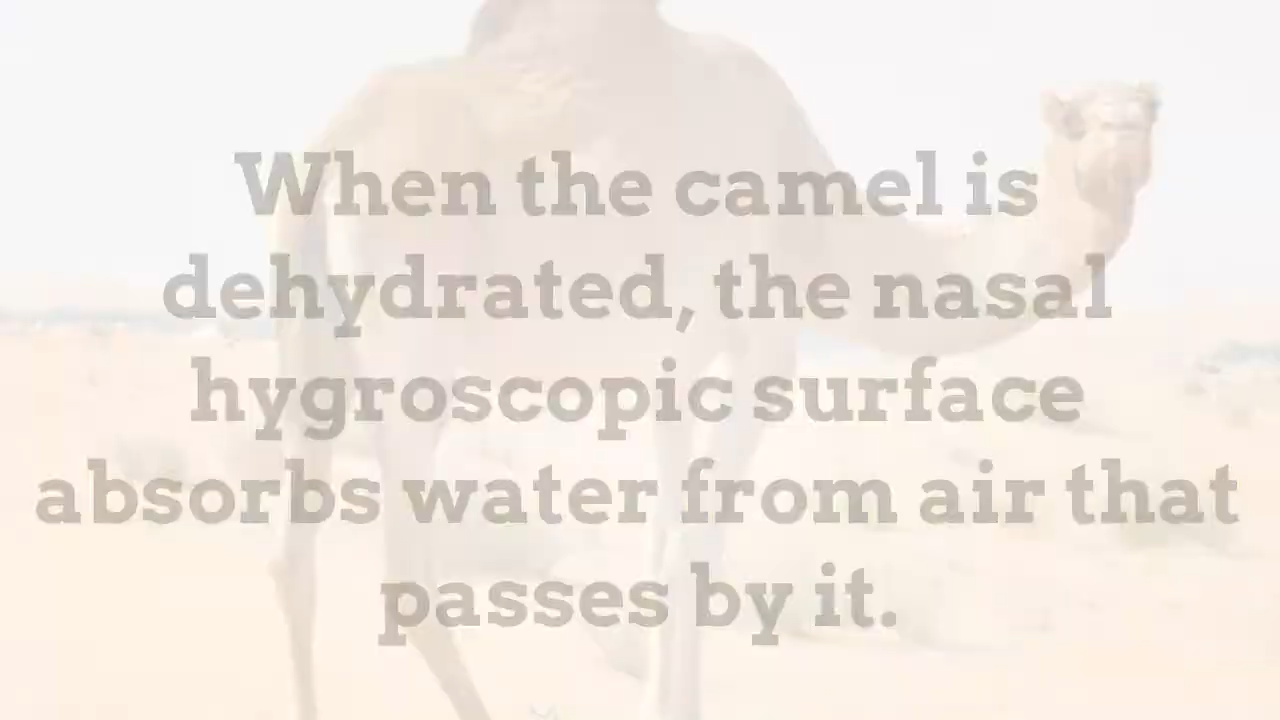 When the camel is
dehydrated, the nasal
hygroscopic surface
absorbs water from air that
passes by it.